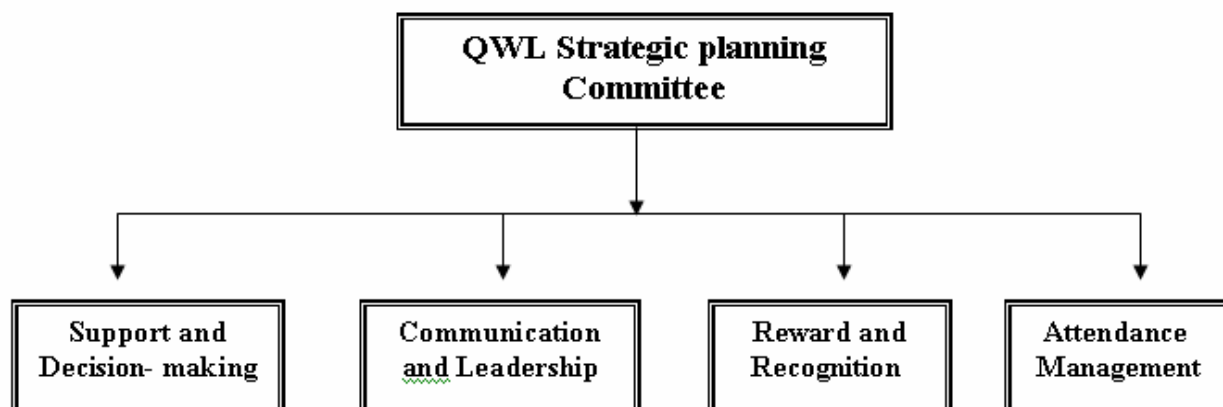 QWL Strategic planning
Committee
Support and
Decision- making
Communication
and Leadership
Reward and
Recognition
Attendance
Management